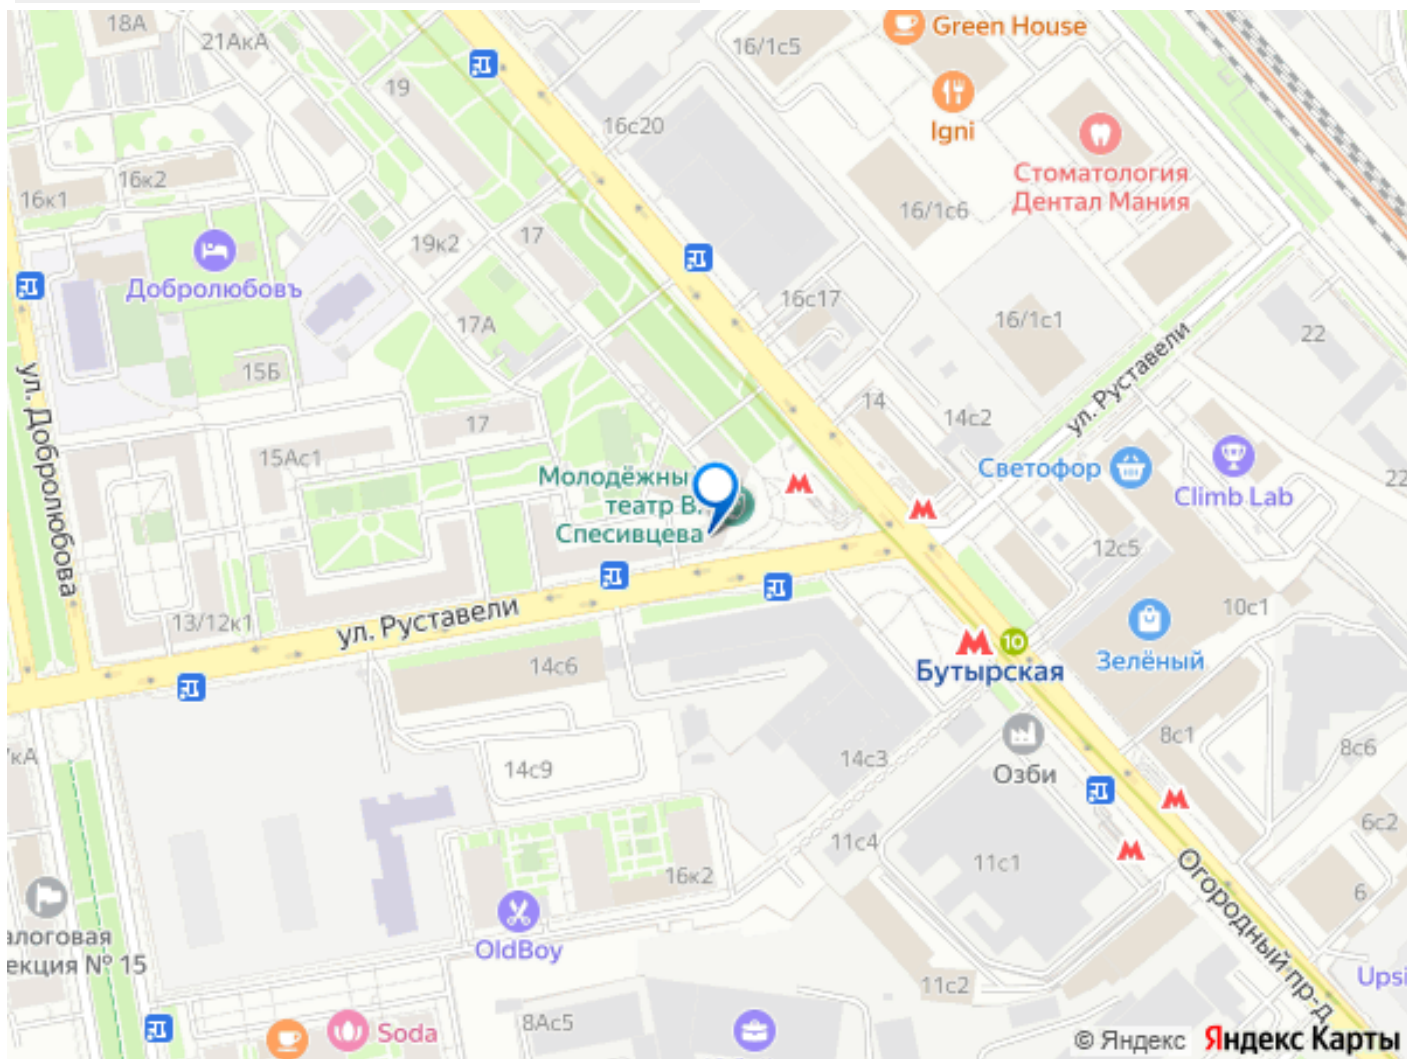 18А
21АкА
16/1с5
Green House
19
16с20
Igni
Стоматология
Дентал Мания
16к1
16к2
16/1с6
19к2
17
Добролюбовъ
17А
16с17
16/1с1
22
15Б
ул. Добролюбова
17
14
14с2
ул. Руставели
15Ас1
Молодёжны
театр В.
Спесивцева
Светофор
Climb Lab
22
12с5
13/12к1
ул. Руставели
10с1
14с6
10
Бутырская
Зелёный
кА
14с9
14с3
Озби
8с1
8с6
11с4
16к2
11с1
6с2
6
Огородный пр-д
алоговая
екция № 15
OldBoy
11с2
Upsi
Soda
8Ас5
© Яндекс Яндекс Карты